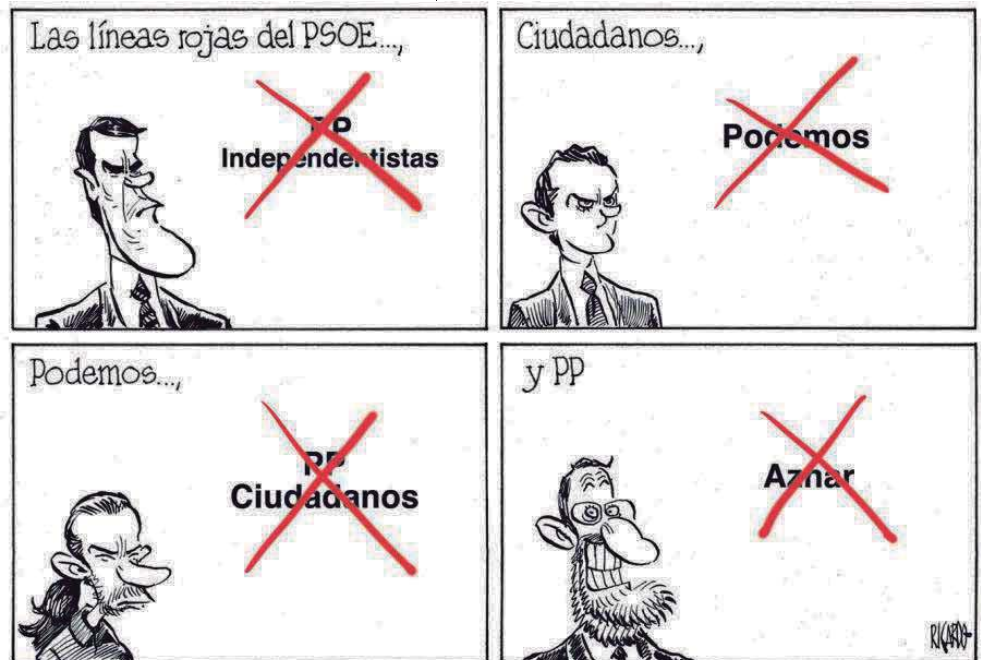 Las líneas rojas del PSOE...,
PP
Independentistas
Ciudadanos...,
Podemos
Podemos...,
PP
Ciudadanos
y PP
Aznar
RICARDO